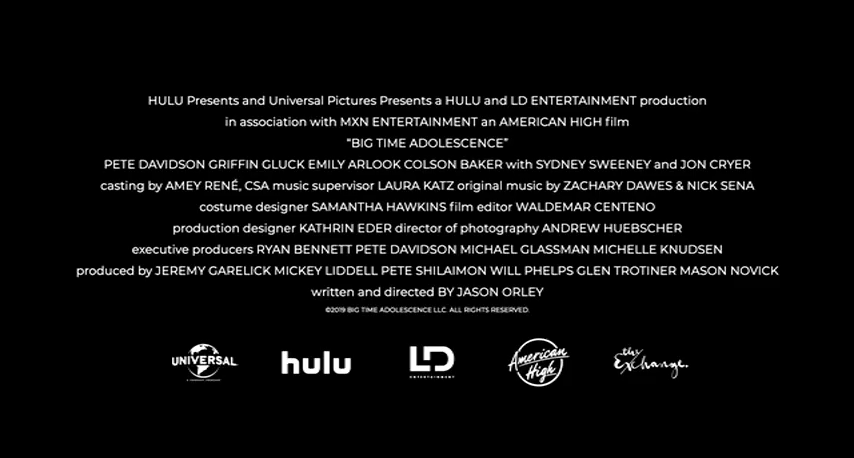 HULU Presents and Universal Pictures Presents a HULU and LD ENTERTAINMENT production
in association with MXN ENTERTAINMENT an AMERICAN HIGH film
“BIG TIME ADOLESCENCE”
PETE DAVIDSON GRIFFIN GLUCK EMILY ARLOOK COLSON BAKER with SYDNEY SWEENEY and JON CRYER
casting by AMEY RENÉ, CSA music supervisor LAURA KATZ original music by ZACHARY DAWES & NICK SENA
costume designer SAMANTHA HAWKINS film editor WALDEMAR CENTENO
production designer KATHRIN EDER director of photography ANDREW HUEBSCHER
executive producers RYAN BENNETT PETE DAVIDSON MICHAEL GLASSMAN MICHELLE KNUDSEN
produced by JEREMY GARELICK MICKEY LIDDELL PETE SHILAIMON WILL PHELPS GLEN TROTINER MASON NOVICK
written and directed BY JASON ORLEY
©2019 BIG TIME ADOLESCENCE LLC. ALL RIGHTS RESERVED.
UNIVERSAL
hulu
LD
ENTERTAINMENT
American
High
the
Exchange.